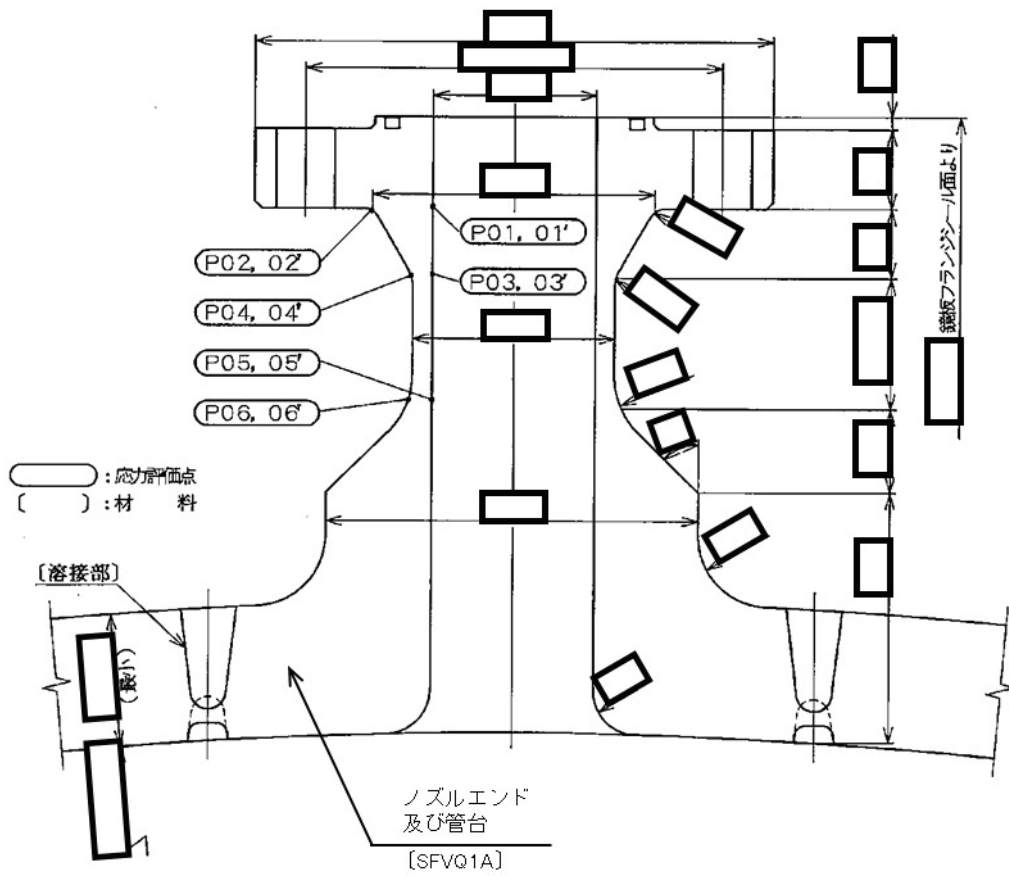 鏡板フランジシール面より
P01, 01'
P02, 02'
P03, 03'
P04, 04'
P05, 05'
P06, 06'
: 応力評価点
〔 〕: 材 料
〔溶接部〕
(最小)
ノズルエンド
及び管台
〔SFVQ1A〕